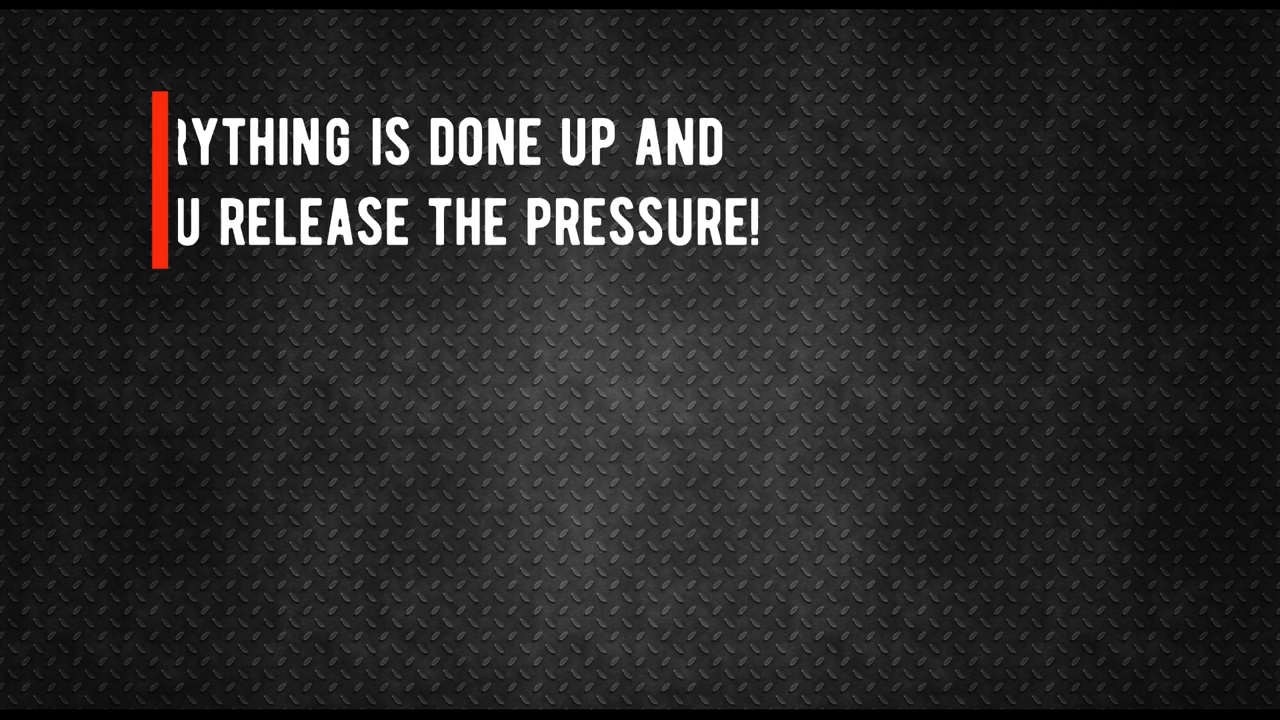 RYTHING IS DONE UP AND
U RELEASE THE PRESSURE!